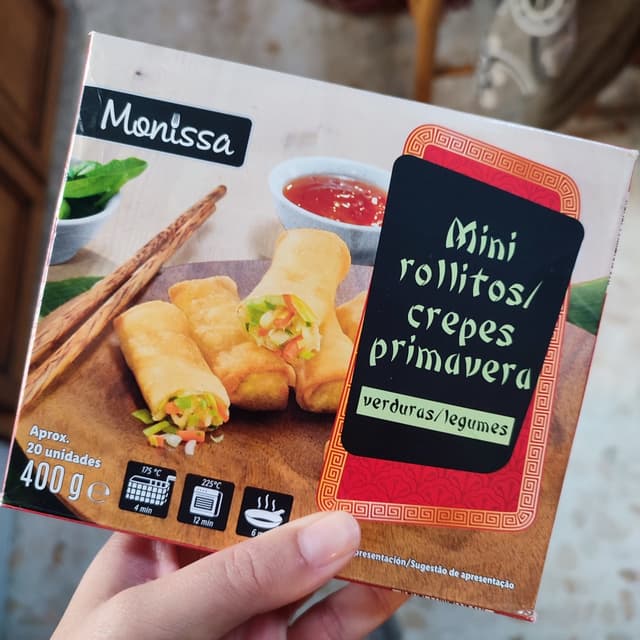 Monissa
Mini
rollitos/
crepes
primavera
verduras/legumes
Aprox.
20 unidades
400 g e
175 °C
4 min
225°C
12 min
6
presentación/Sugestão de apresentação